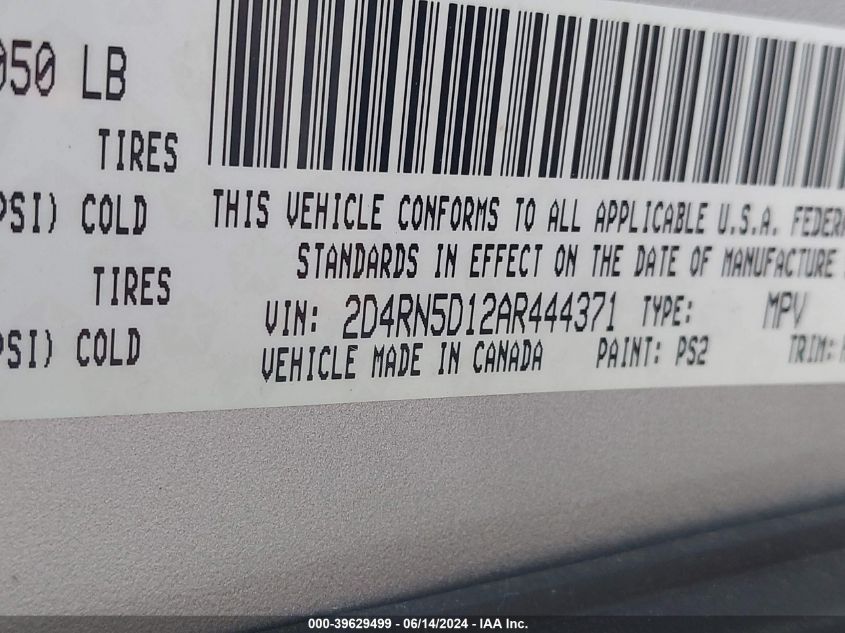 050 LB
TIRES
PSI) COLD
TIRES
PSI) COLD
THIS VEHICLE CONFORMS TO ALL APPLICABLE U.S.A. FEDER
STANDARDS IN EFFECT ON THE DATE OF MANUFACTURE
VIN: 2D4RN5D12AR444371 TYPE: MPV
VEHICLE MADE IN CANADA PAINT: PS2 TRIM:
000-39629499 - 06/14/2024 - IAA Inc.